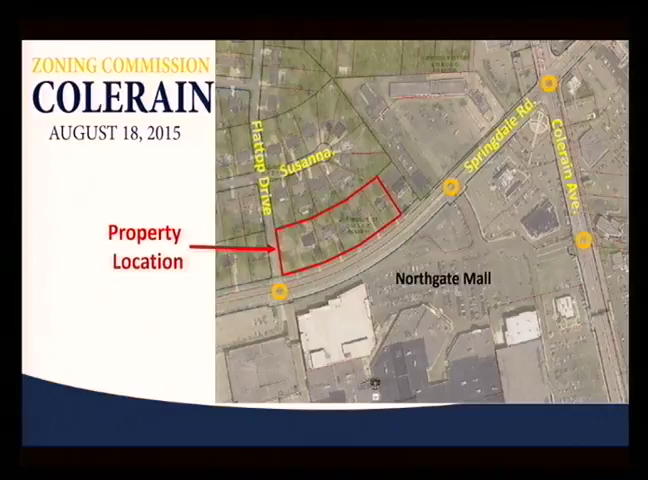 ZONING COMMISSION
COLERAIN
AUGUST 18, 2015
Flattop Drive
Susanna.
Springdale Rd.
Colerain Ave.
Property
Location
Northgate Mall